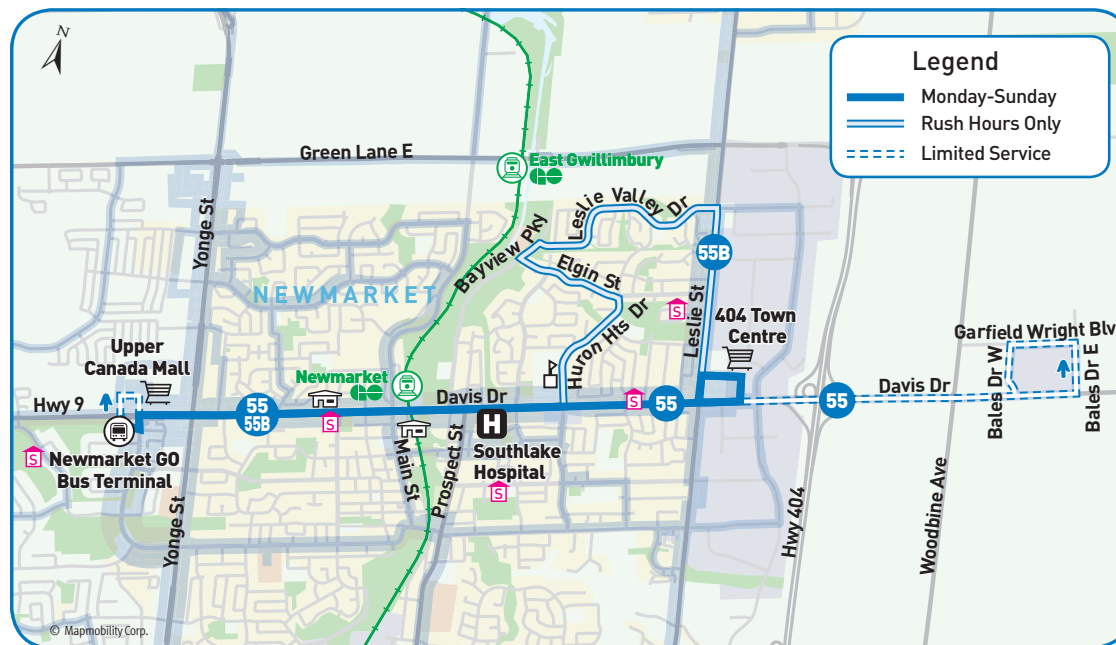 N
Legend
Monday-Sunday
Rush Hours Only
Limited Service
Green Lane E
East Gwillimbury
GO
Yonge St
Leslie Valley Dr
Bayview Pky
55B
Elgin St
NEWMARKET
Huron Hts Dr
S
Leslie St
404 Town
Centre
Garfield Wright Blv
Upper
Canada Mall
Newmarket
GO
Bales Dr W
Bales Dr E
Hwy 9
55
55B
Davis Dr
S
55
Davis Dr
55
S
H
Southlake
Hospital
S
Newmarket GO
Bus Terminal
Main St
Prospect St
S
Yonge St
Hwy 404
Woodbine Ave
© Mapmobility Corp.